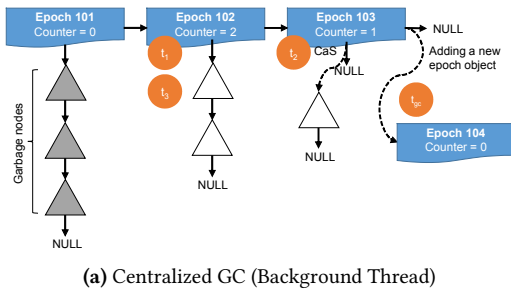 Epoch 101
Counter = 0
Epoch 102
Counter = 2
Epoch 103
Counter = 1
NULL
t1
t2
CaS
NULL
Adding a new
epoch object
t3
tgc
Garbage nodes
Epoch 104
Counter = 0
NULL
NULL
NULL
(a) Centralized GC (Background Thread)